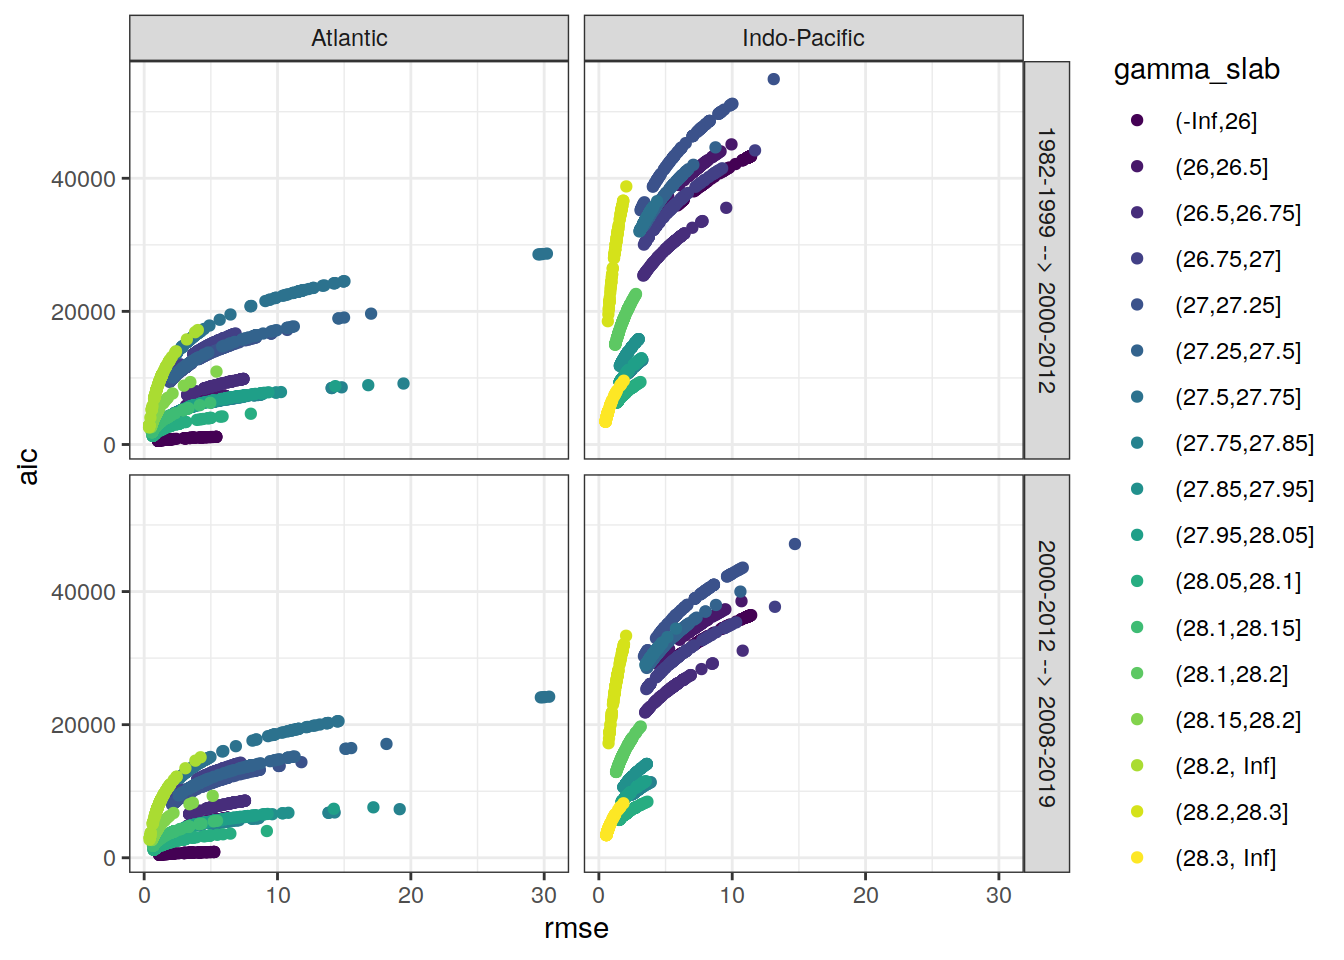 Atlantic
Indo-Pacific
gamma_slab
(-Inf,26]
(26,26.5]
(26.5,26.75]
(26.75,27]
(27,27.25]
(27.25,27.5]
(27.5,27.75]
(27.75,27.85]
(27.85,27.95]
(27.95,28.05]
(28.05,28.1]
(28.1,28.15]
(28.1,28.2]
(28.15,28.2]
(28.2, Inf]
(28.2,28.3]
(28.3, Inf]
1982-1999 --> 2000-2012
2000-2012 --> 2008-2019
aic
40000
20000
0
40000
20000
0
0 10 20 30
0 10 20 30
rmse